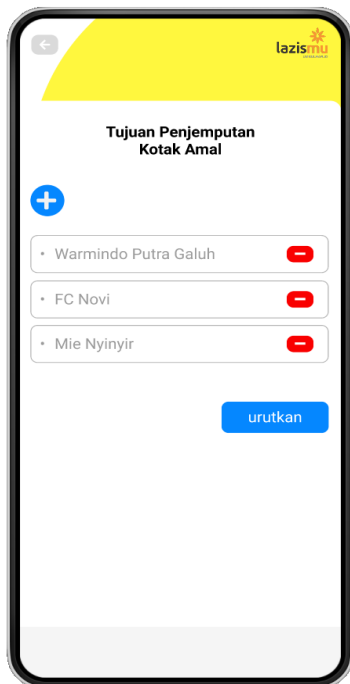 lazismu
Tujuan Penjemputan
Kotak Amal
• Warmindo Putra Galuh
• FC Novi
• Mie Nyinyir
urutkan